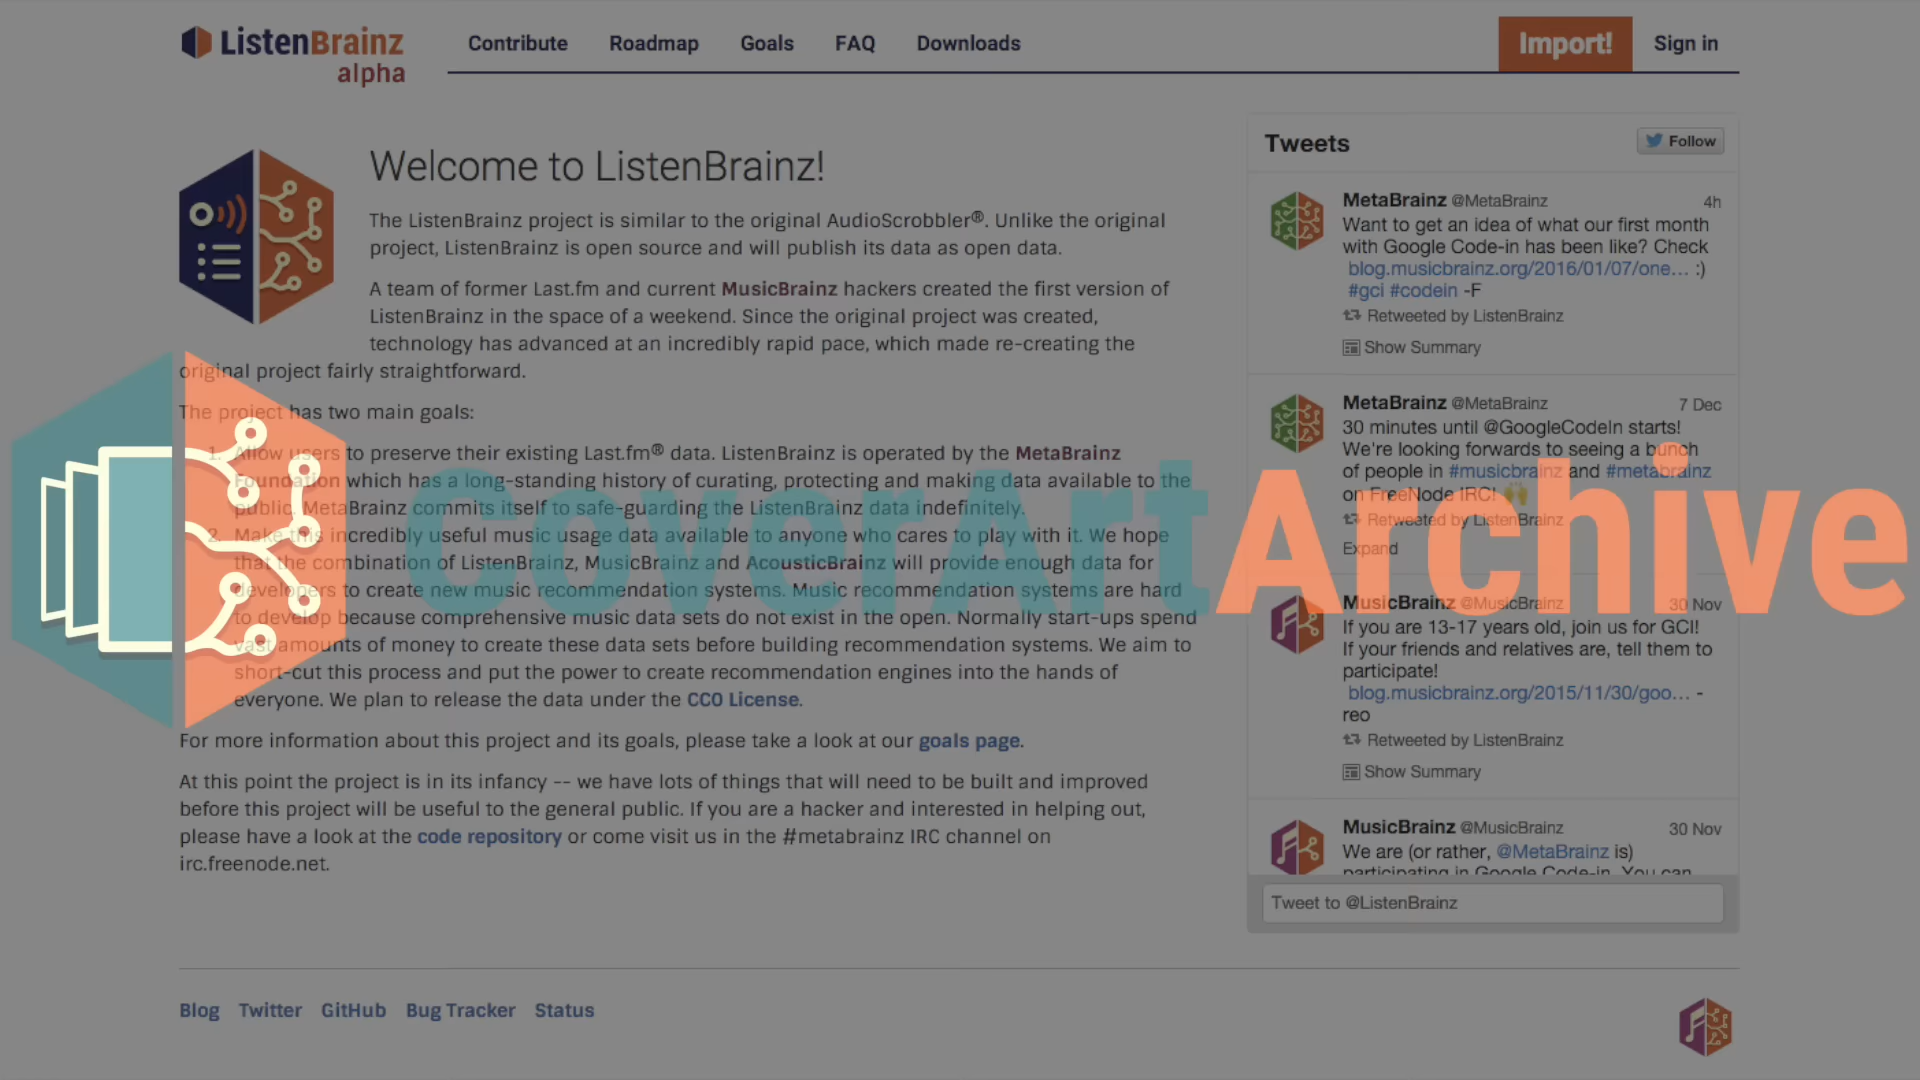 ListenBrainz
alpha
Contribute
Roadmap
Goals
FAQ
Downloads
Import!
Sign in
Welcome to ListenBrainz!
The ListenBrainz project is similar to the original AudioScrobbler®. Unlike the original
project, ListenBrainz is open source and will publish its data as open data.
A team of former Last.fm and current MusicBrainz hackers created the first version of
ListenBrainz in the space of a weekend. Since the original project was created,
technology has advanced at an incredibly rapid pace, which made re-creating the
original project fairly straightforward.
The project has two main goals:
1. Allow users to preserve their existing Last.fm® data. ListenBrainz is operated by the MetaBrainz
Foundation which has a long-standing history of curating, protecting and making data available to the
public. MetaBrainz commits itself to safe-guarding the ListenBrainz data indefinitely.
2. Make this incredibly useful music usage data available to anyone who cares to play with it. We hope
that the combination of ListenBrainz, MusicBrainz and AcousticBrainz will provide enough data for
developers to create new music recommendation systems. Music recommendation systems are hard
to develop because comprehensive music data sets do not exist in the open. Normally start-ups spend
vast amounts of money to create these data sets before building recommendation systems. We aim to
short-cut this process and put the power to create recommendation engines into the hands of
everyone. We plan to release the data under the CC0 License.
For more information about this project and its goals, please take a look at our goals page.
At this point the project is in its infancy -- we have lots of things that will need to be built and improved
before this project will be useful to the general public. If you are a hacker and interested in helping out,
please have a look at the code repository or come visit us in the #metabrainz IRC channel on
irc.freenode.net.
CoverArtArchive
Tweets
Follow
MetaBrainz @MetaBrainz 4h
Want to get an idea of what our first month
with Google Code-in has been like? Check
blog.musicbrainz.org/2016/01/07/one… :)
#gci #codein -F
Retweeted by ListenBrainz
Show Summary
MetaBrainz @MetaBrainz 7 Dec
30 minutes until @GoogleCodeIn starts!
We're looking forwards to seeing a bunch
of people in #musicbrainz and #metabrainz
on FreeNode IRC! 🙌
Retweeted by ListenBrainz
Expand
MusicBrainz @MusicBrainz 30 Nov
If you are 13-17 years old, join us for GCI!
If your friends and relatives are, tell them to
participate!
blog.musicbrainz.org/2015/11/30/goo… -
reo
Retweeted by ListenBrainz
Show Summary
MusicBrainz @MusicBrainz 30 Nov
We are (or rather, @MetaBrainz is)
participating in Google Code-in. You can
Tweet to @ListenBrainz
Blog
Twitter
GitHub
Bug Tracker
Status